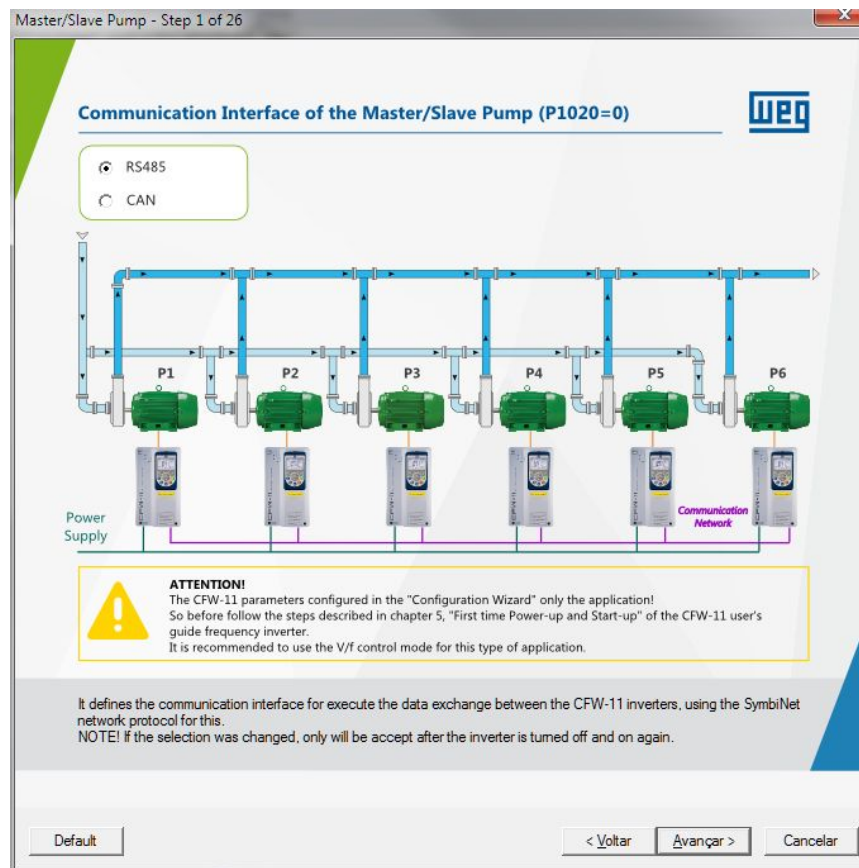 Master/Slave Pump - Step 1 of 26
Communication Interface of the Master/Slave Pump (P1020=0)
WEG
RS485
CAN
P1 P2 P3 P4 P5 P6
Power
Supply
Communication
Network
ATTENTION!
The CFW-11 parameters configured in the "Configuration Wizard" only the application!
So before follow the steps described in chapter 5, "First time Power-up and Start-up" of the CFW-11 user's
guide frequency inverter.
It is recommended to use the V/f control mode for this type of application.
It defines the communication interface for execute the data exchange between the CFW-11 inverters, using the SymbiNet
network protocol for this.
NOTE! If the selection was changed, only will be accept after the inverter is turned off and on again.
Default
< Voltar
Avançar >
Cancelar